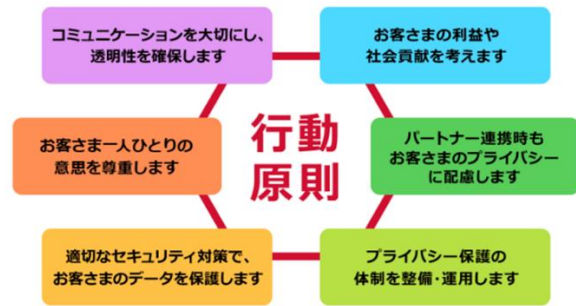 コミュニケーションを大切にし、
透明性を確保します
お客さまの利益や
社会貢献を考えます
お客さま一人ひとりの
意思を尊重します
行動
原則
パートナー連携時も
お客さまのプライバシー
に配慮します
適切なセキュリティ対策で、
お客さまのデータを保護します
プライバシー保護の
体制を整備・運用します